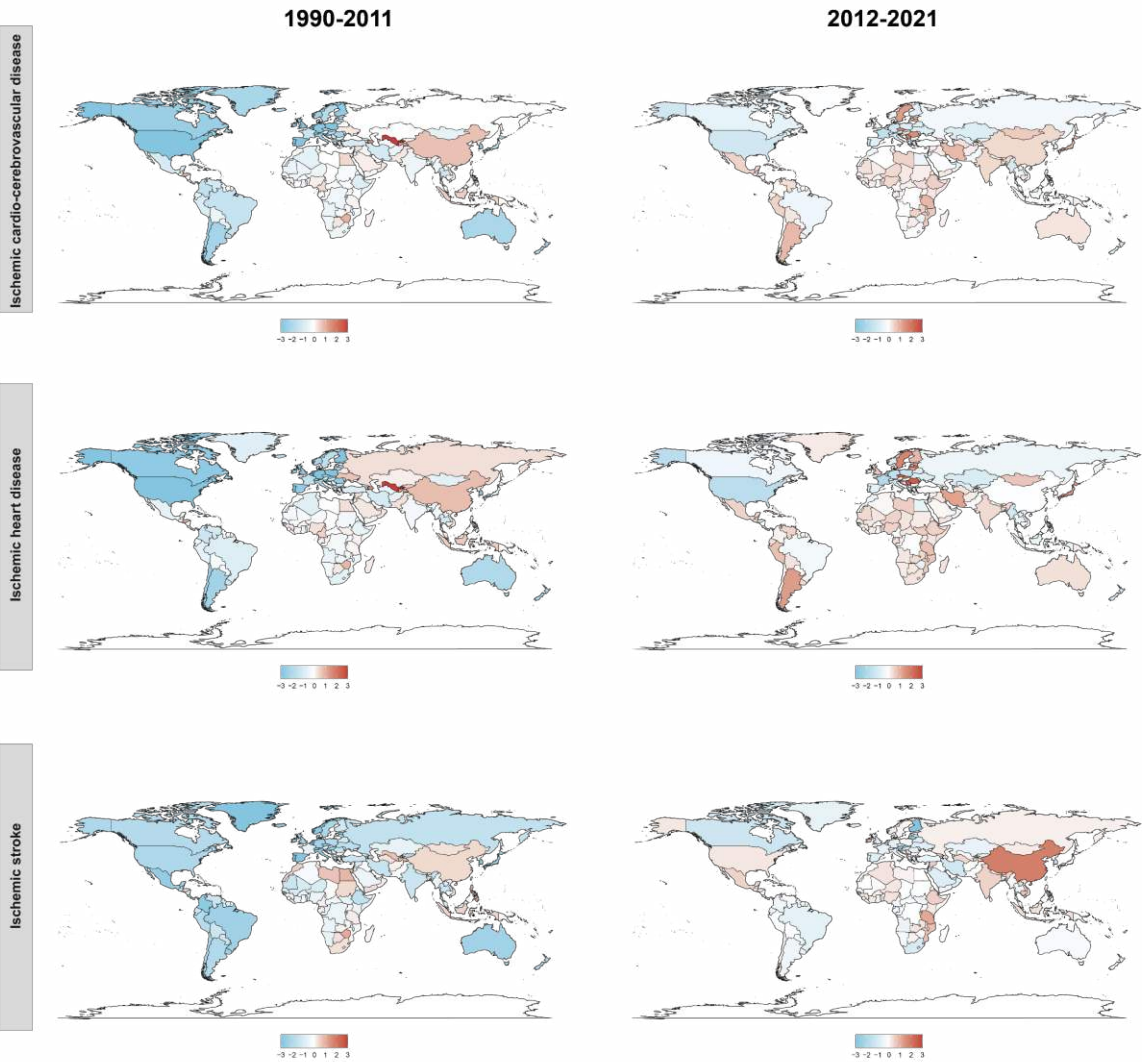 1990-2011
2012-2021
Ischemic cardio-cerebrovascular disease
−3 −2 −1 0 1 2 3
−3 −2 −1 0 1 2 3
Ischemic heart disease
−3 −2 −1 0 1 2 3
−3 −2 −1 0 1 2 3
Ischemic stroke
−3 −2 −1 0 1 2 3
−3 −2 −1 0 1 2 3